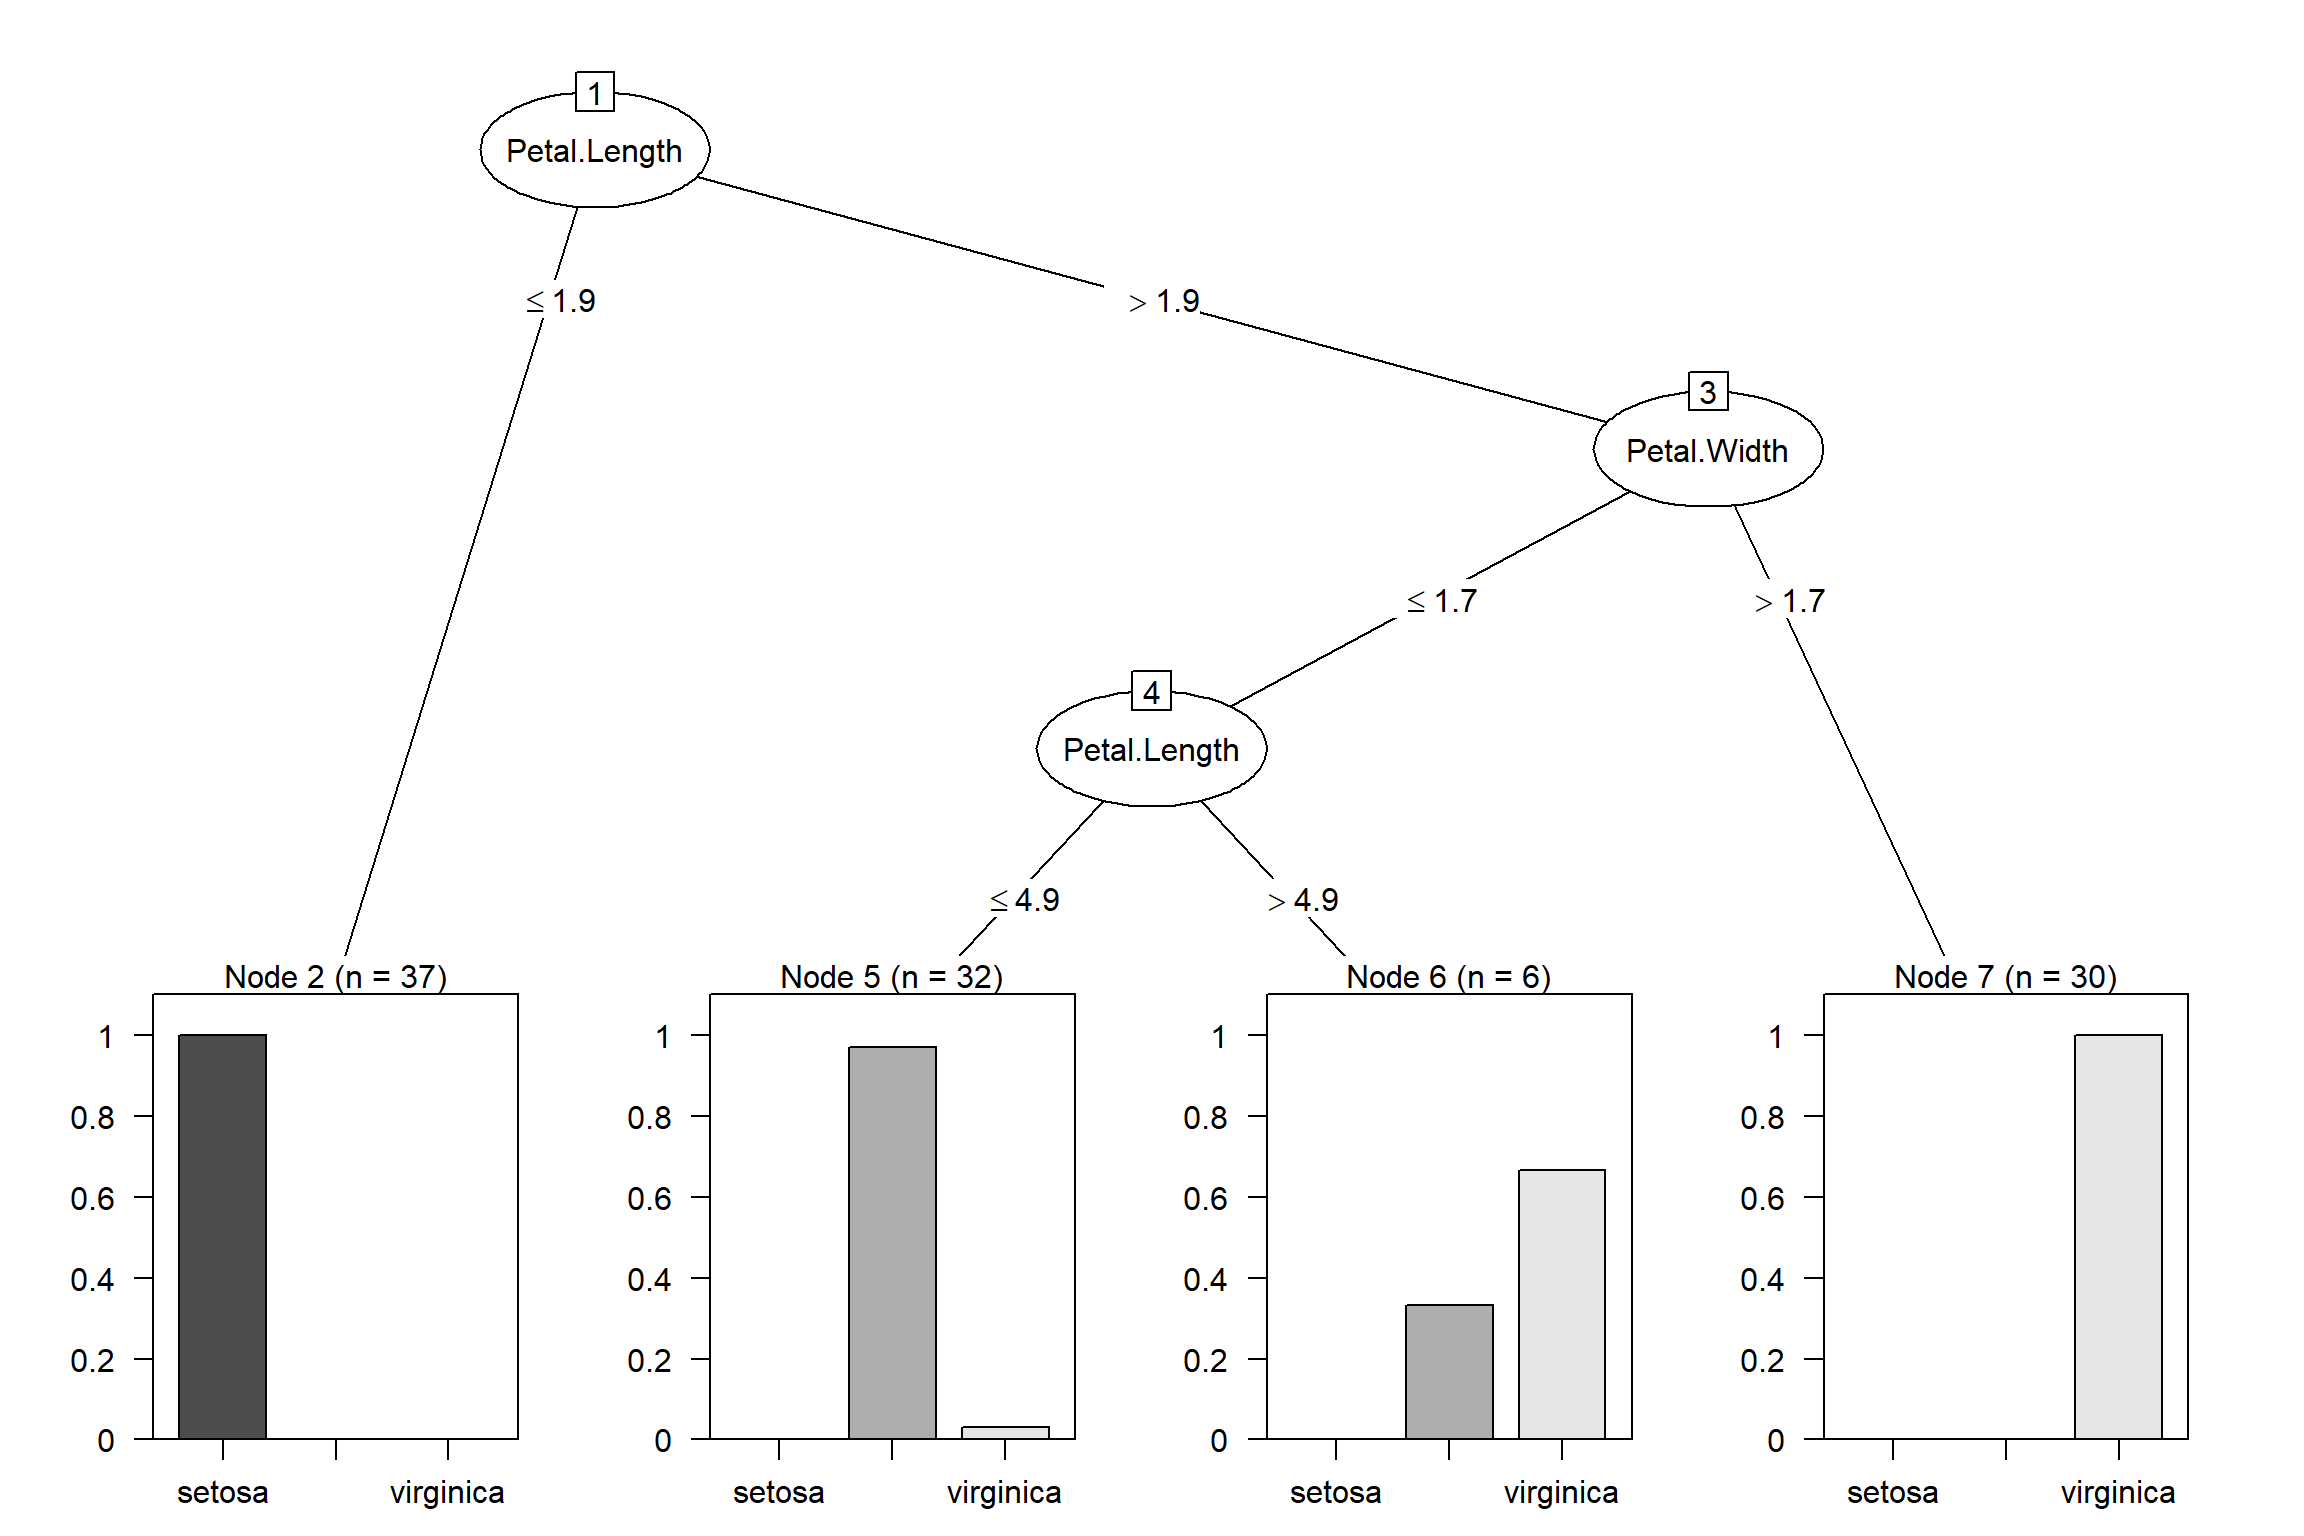 1
Petal.Length
≤ 1.9
> 1.9
3
Petal.Width
≤ 1.7
> 1.7
4
Petal.Length
≤ 4.9
> 4.9
Node 2 (n = 37)
1
0.8
0.6
0.4
0.2
0
setosa
virginica
Node 5 (n = 32)
1
0.8
0.6
0.4
0.2
0
setosa
virginica
Node 6 (n = 6)
1
0.8
0.6
0.4
0.2
0
setosa
virginica
Node 7 (n = 30)
1
0.8
0.6
0.4
0.2
0
setosa
virginica